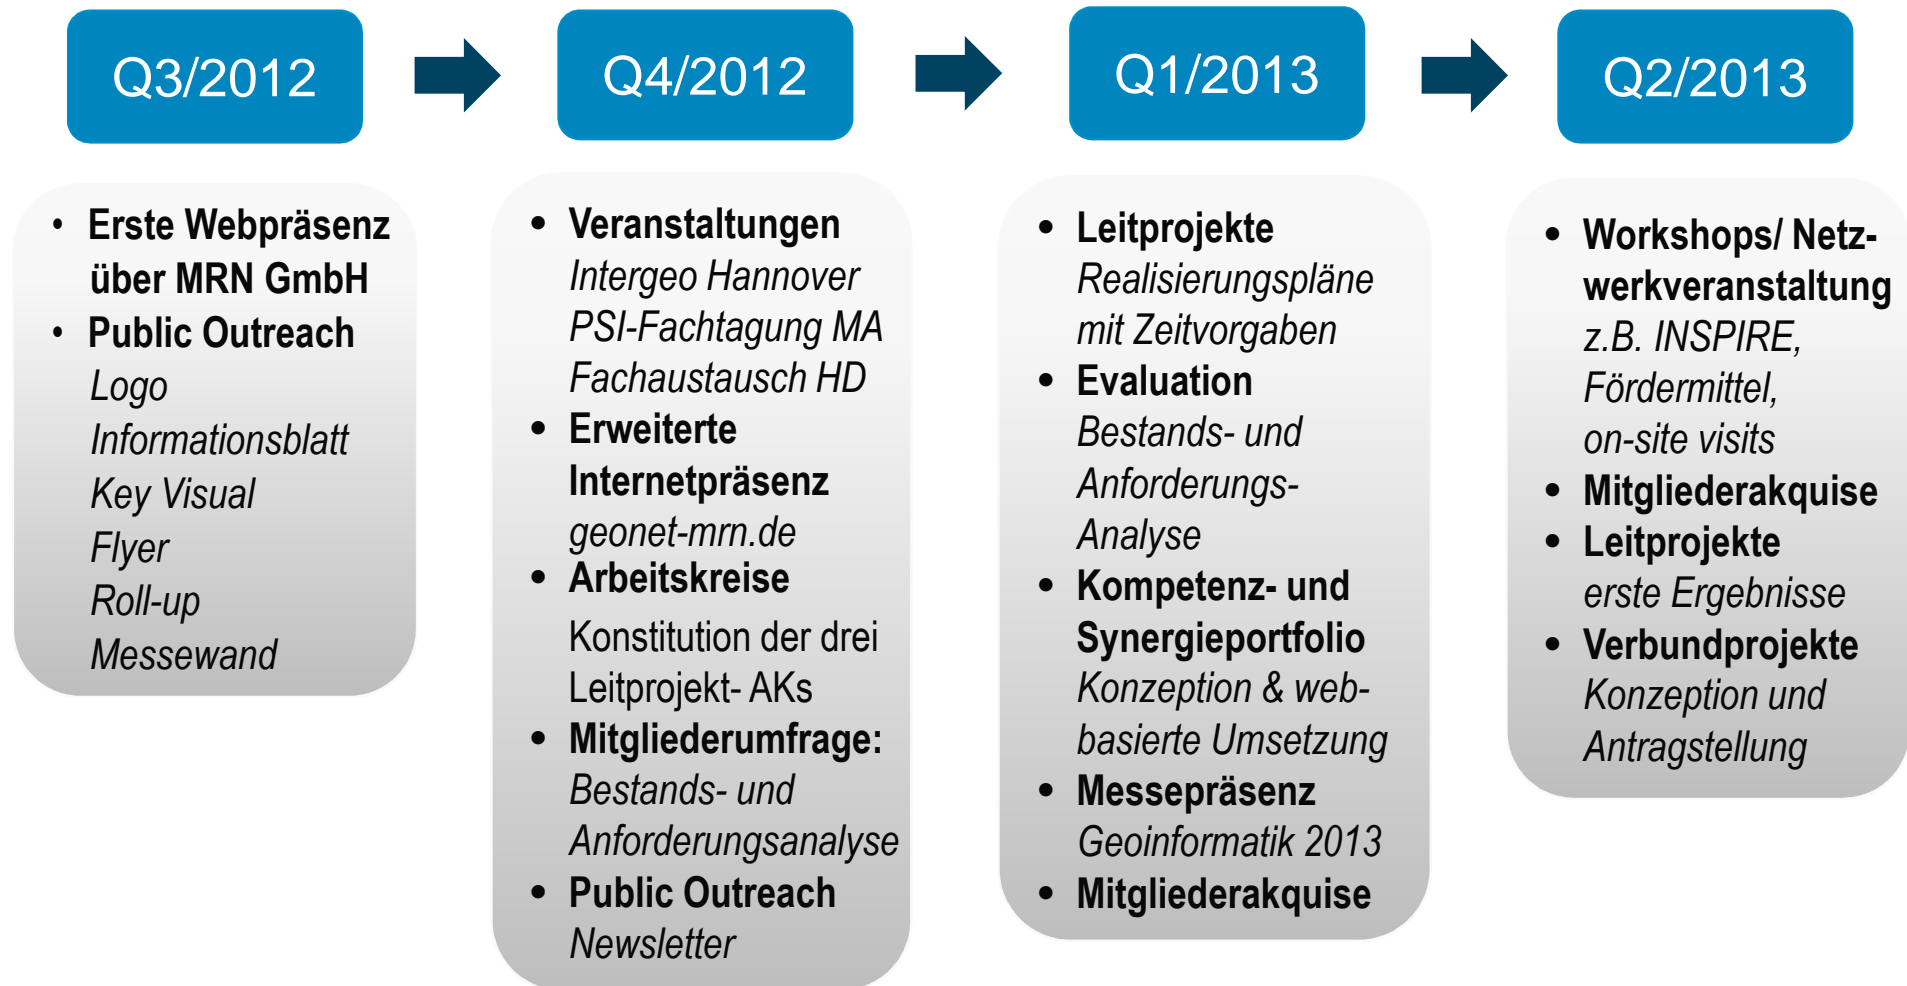 Q3/2012
Q4/2012
Q1/2013
Q2/2013
• Erste Webpräsenz
über MRN GmbH
• Public Outreach
Logo
Informationsblatt
Key Visual
Flyer
Roll-up
Messewand
• Veranstaltungen
Intergeo Hannover
PSI-Fachtagung MA
Fachaustausch HD
• Erweiterte
Internetpräsenz
geonet-mrn.de
• Arbeitskreise
Konstitution der drei
Leitprojekt- AKs
• Mitgliederumfrage:
Bestands- und
Anforderungsanalyse
• Public Outreach
Newsletter
• Leitprojekte
Realisierungspläne
mit Zeitvorgaben
• Evaluation
Bestands- und
Anforderungs-
Analyse
• Kompetenz- und
Synergieportfolio
Konzeption & web-
basierte Umsetzung
• Messepräsenz
Geoinformatik 2013
• Mitgliederakquise
• Workshops/ Netz-
werkveranstaltung
z.B. INSPIRE,
Fördermittel,
on-site visits
• Mitgliederakquise
• Leitprojekte
erste Ergebnisse
• Verbundprojekte
Konzeption und
Antragstellung